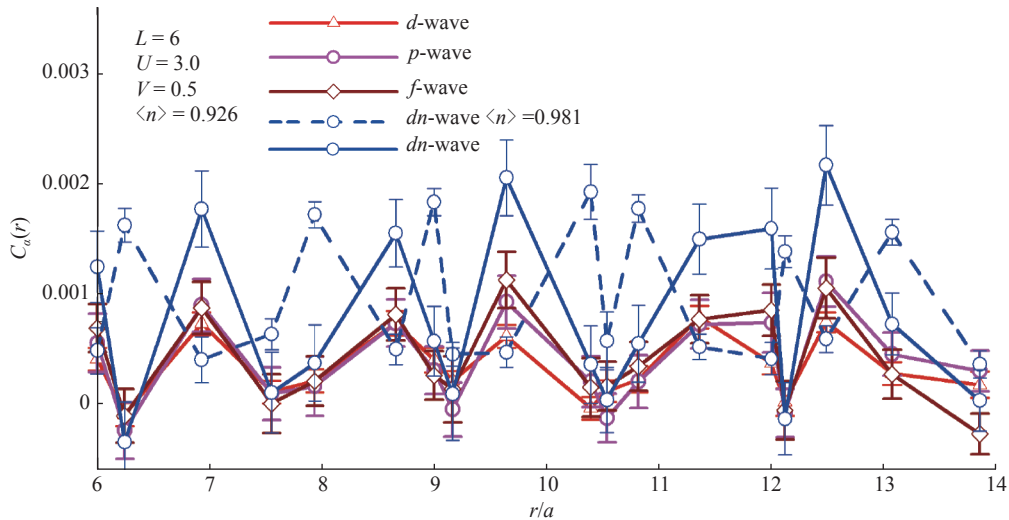 L = 6
U = 3.0
V = 0.5
<n> = 0.926
d-wave
p-wave
f-wave
dn-wave <n> =0.981
dn-wave
0.003
0.002
0.001
0
Cα(r)
6 7 8 9 10 11 12 13 14
r/a